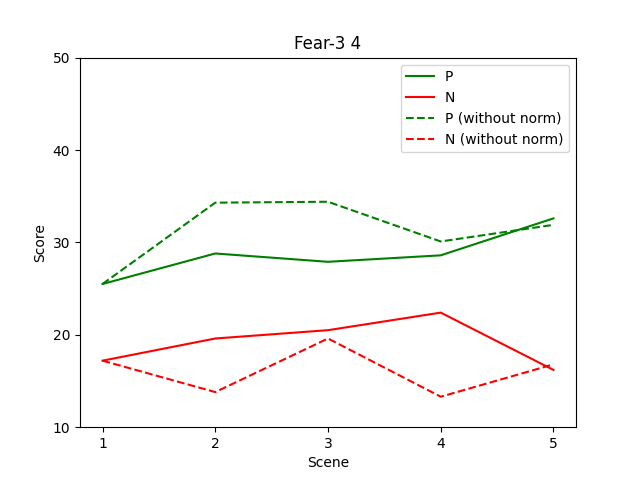 Fear-3 4
P
N
P (without norm)
N (without norm)
50
40
30
20
10
Score
1 2 3 4 5
Scene